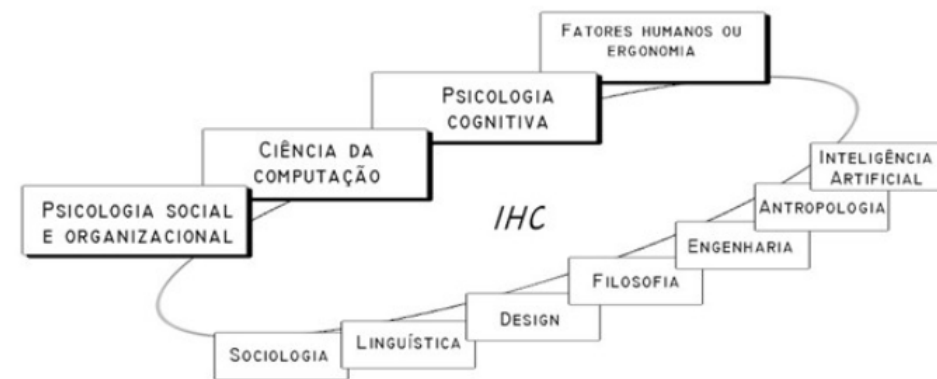 FATORES HUMANOS OU
ERGONOMIA
PSICOLOGIA
COGNITIVA
CIÊNCIA DA
COMPUTAÇÃO
PSICOLOGIA SOCIAL
E ORGANIZACIONAL
IHC
INTELIGÊNCIA
ARTIFICIAL
ANTROPOLOGIA
ENGENHARIA
FILOSOFIA
DESIGN
LINGUÍSTICA
SOCIOLOGIA